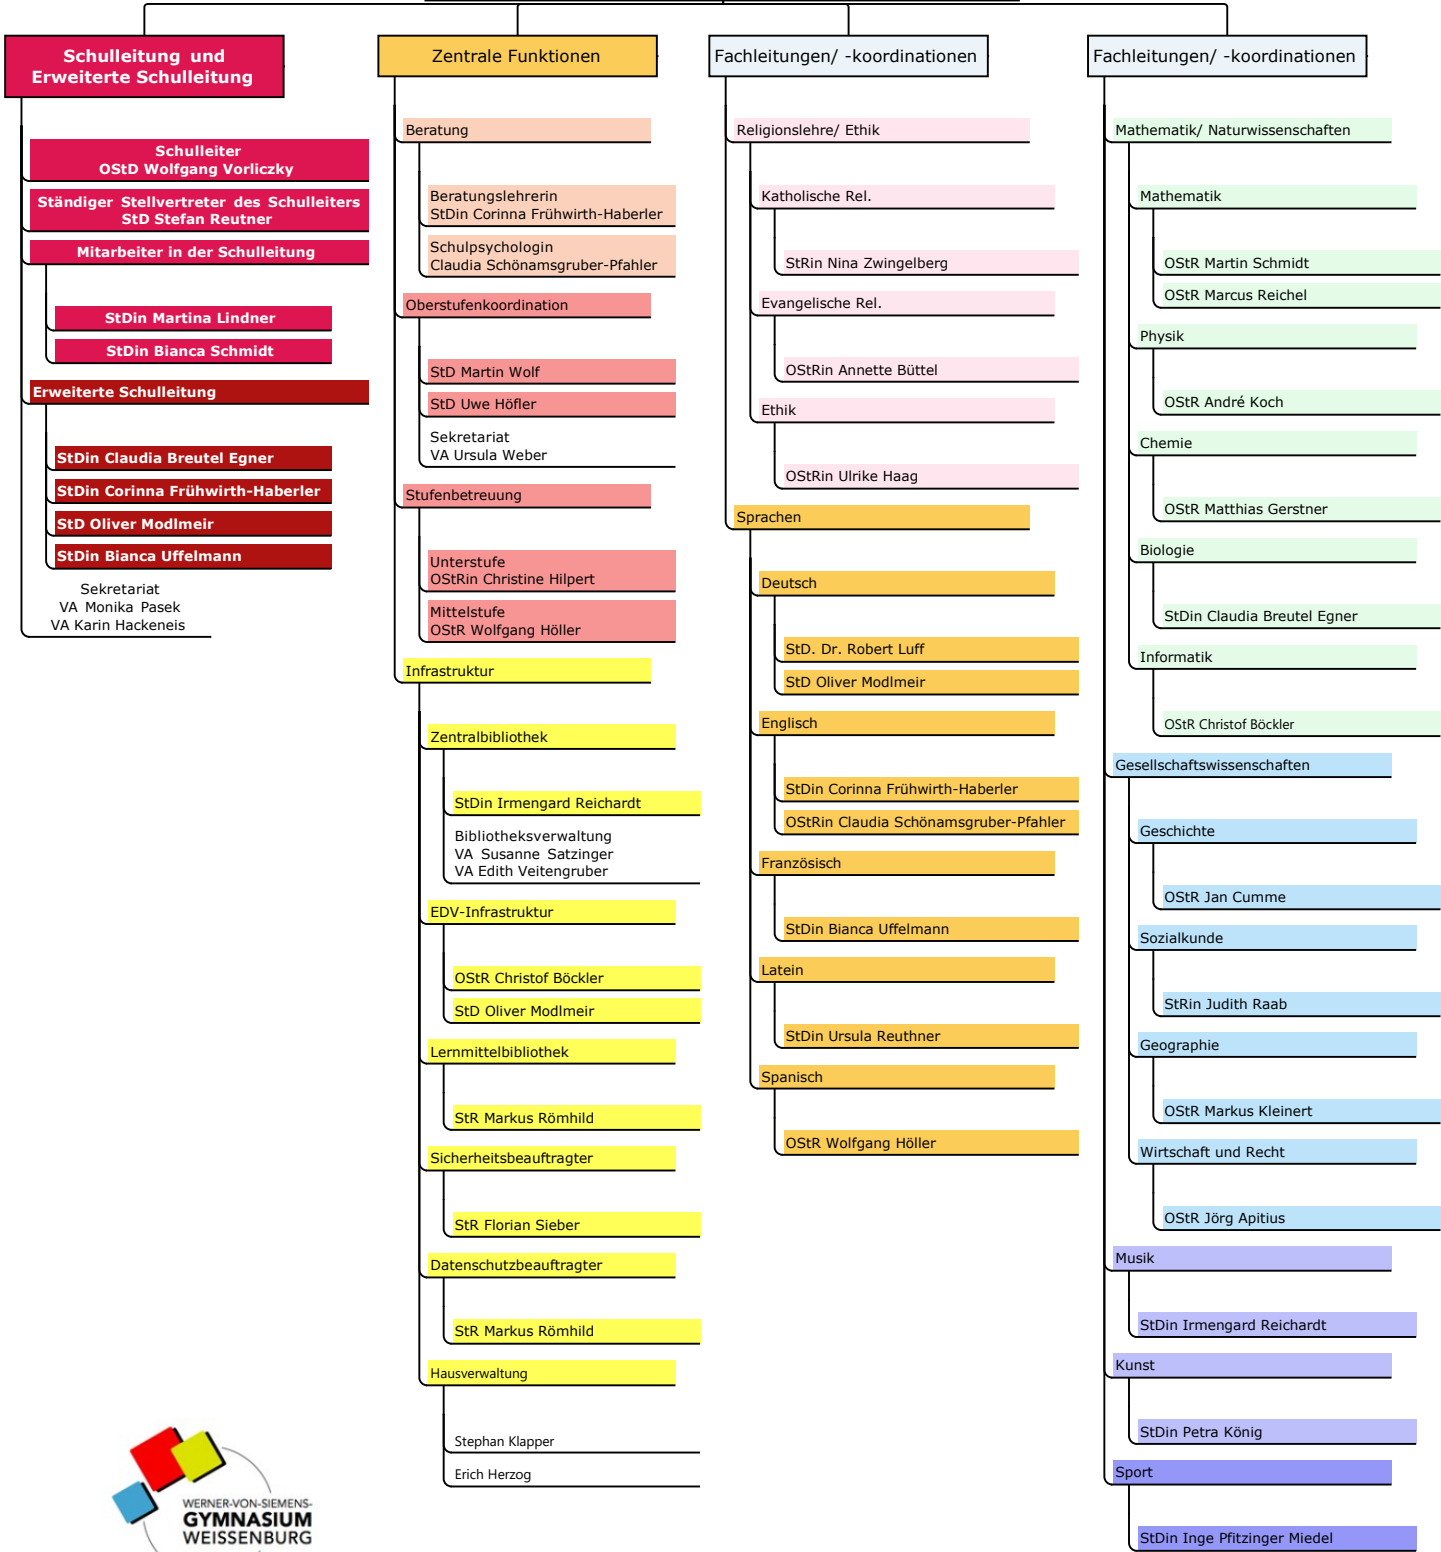 Schulleitung und
Erweiterte Schulleitung
Schulleiter
OStD Wolfgang Vorliczky
Ständiger Stellvertreter des Schulleiters
StD Stefan Reutner
Mitarbeiter in der Schulleitung
StDin Martina Lindner
StDin Bianca Schmidt
Erweiterte Schulleitung
StDin Claudia Breutel Egner
StDin Corinna Frühwirth-Haberler
StD Oliver Modlmeir
StDin Bianca Uffelmann
Sekretariat
VA Monika Pasek
VA Karin Hackeneis
Zentrale Funktionen
Beratung
Beratungslehrerin
StDin Corinna Frühwirth-Haberler
Schulpsychologin
Claudia Schönamsgruber-Pfahler
Oberstufenkoordination
StD Martin Wolf
StD Uwe Höfler
Sekretariat
VA Ursula Weber
Stufenbetreuung
Unterstufe
OStRin Christine Hilpert
Mittelstufe
OStR Wolfgang Höller
Infrastruktur
Zentralbibliothek
StDin Irmengard Reichardt
Bibliotheksverwaltung
VA Susanne Satzinger
VA Edith Veitengruber
EDV-Infrastruktur
OStR Christof Böckler
StD Oliver Modlmeir
Lernmittelbibliothek
StR Markus Römhild
Sicherheitsbeauftragter
StR Florian Sieber
Datenschutzbeauftragter
StR Markus Römhild
Hausverwaltung
Stephan Klapper
Erich Herzog
Fachleitungen/ -koordinationen
Religionslehre/ Ethik
Katholische Rel.
StRin Nina Zwingelberg
Evangelische Rel.
OStRin Annette Büttel
Ethik
OStRin Ulrike Haag
Sprachen
Deutsch
StD. Dr. Robert Luff
StD Oliver Modlmeir
Englisch
StDin Corinna Frühwirth-Haberler
OStRin Claudia Schönamsgruber-Pfahler
Französisch
StDin Bianca Uffelmann
Latein
StDin Ursula Reuthner
Spanisch
OStR Wolfgang Höller
Fachleitungen/ -koordinationen
Mathematik/ Naturwissenschaften
Mathematik
OStR Martin Schmidt
OStR Marcus Reichel
Physik
OStR André Koch
Chemie
OStR Matthias Gerstner
Biologie
StDin Claudia Breutel Egner
Informatik
OStR Christof Böckler
Gesellschaftswissenschaften
Geschichte
OStR Jan Cumme
Sozialkunde
StRin Judith Raab
Geographie
OStR Markus Kleinert
Wirtschaft und Recht
OStR Jörg Apitius
Musik
StDin Irmengard Reichardt
Kunst
StDin Petra König
Sport
StDin Inge Pfitzinger Miedel
WERNER-VON-SIEMENS-
GYMNASIUM
WEISSENBURG